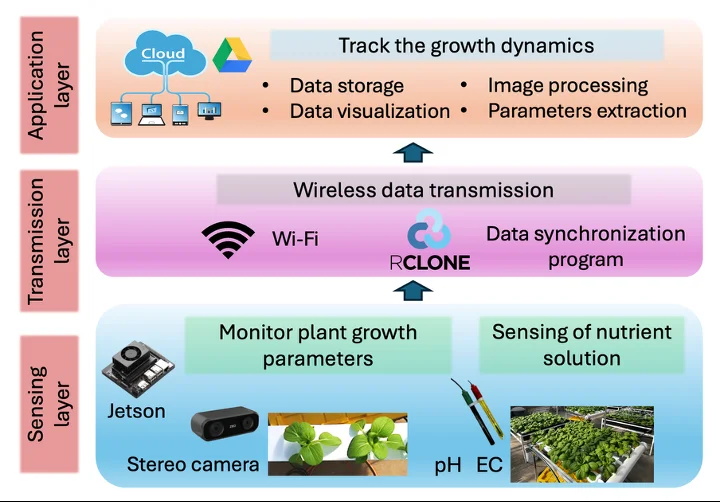 Application
layer
Cloud
Track the growth dynamics
• Data storage
• Image processing
• Data visualization
• Parameters extraction
Transmission
layer
Wireless data transmission
Wi-Fi
RCLONE
Data synchronization
program
Sensing
layer
Monitor plant growth
parameters
Sensing of nutrient
solution
Jetson
Stereo camera
pH
EC